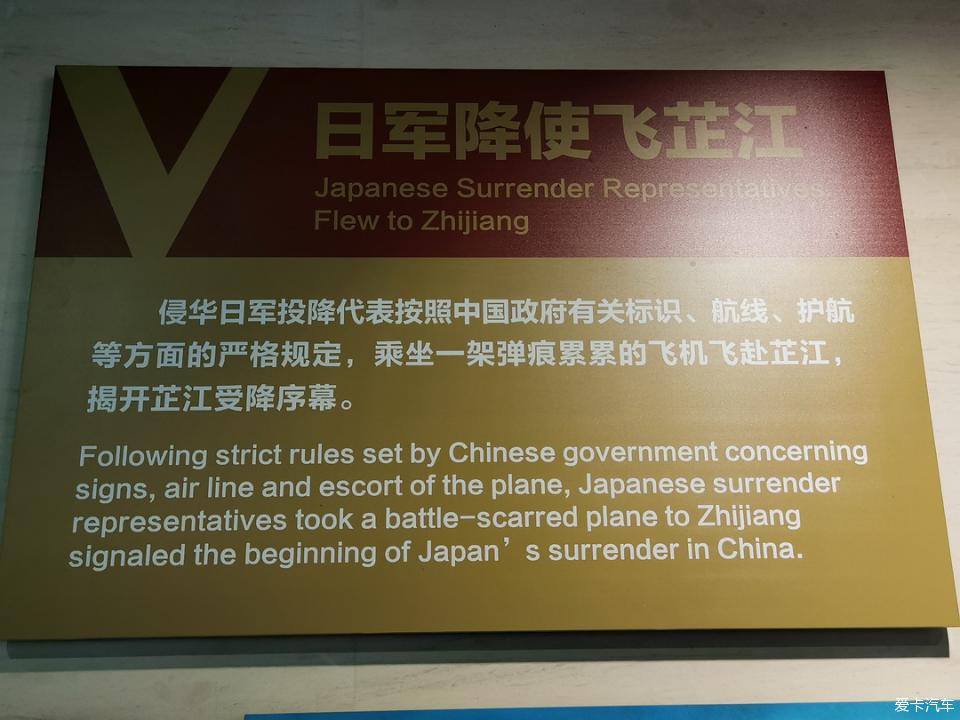 日军降使飞芷江
Japanese Surrender Representatives
Flew to Zhijiang
侵华日军投降代表按照中国政府有关标识、航线、护航
等方面的严格规定，乘坐一架弹痕累累的飞机飞赴芷江，
揭开芷江受降序幕。
Following strict rules set by Chinese government concerning
signs, air line and escort of the plane, Japanese surrender
representatives took a battle-scarred plane to Zhijiang
signaled the beginning of Japan’s surrender in China.
爱卡汽车